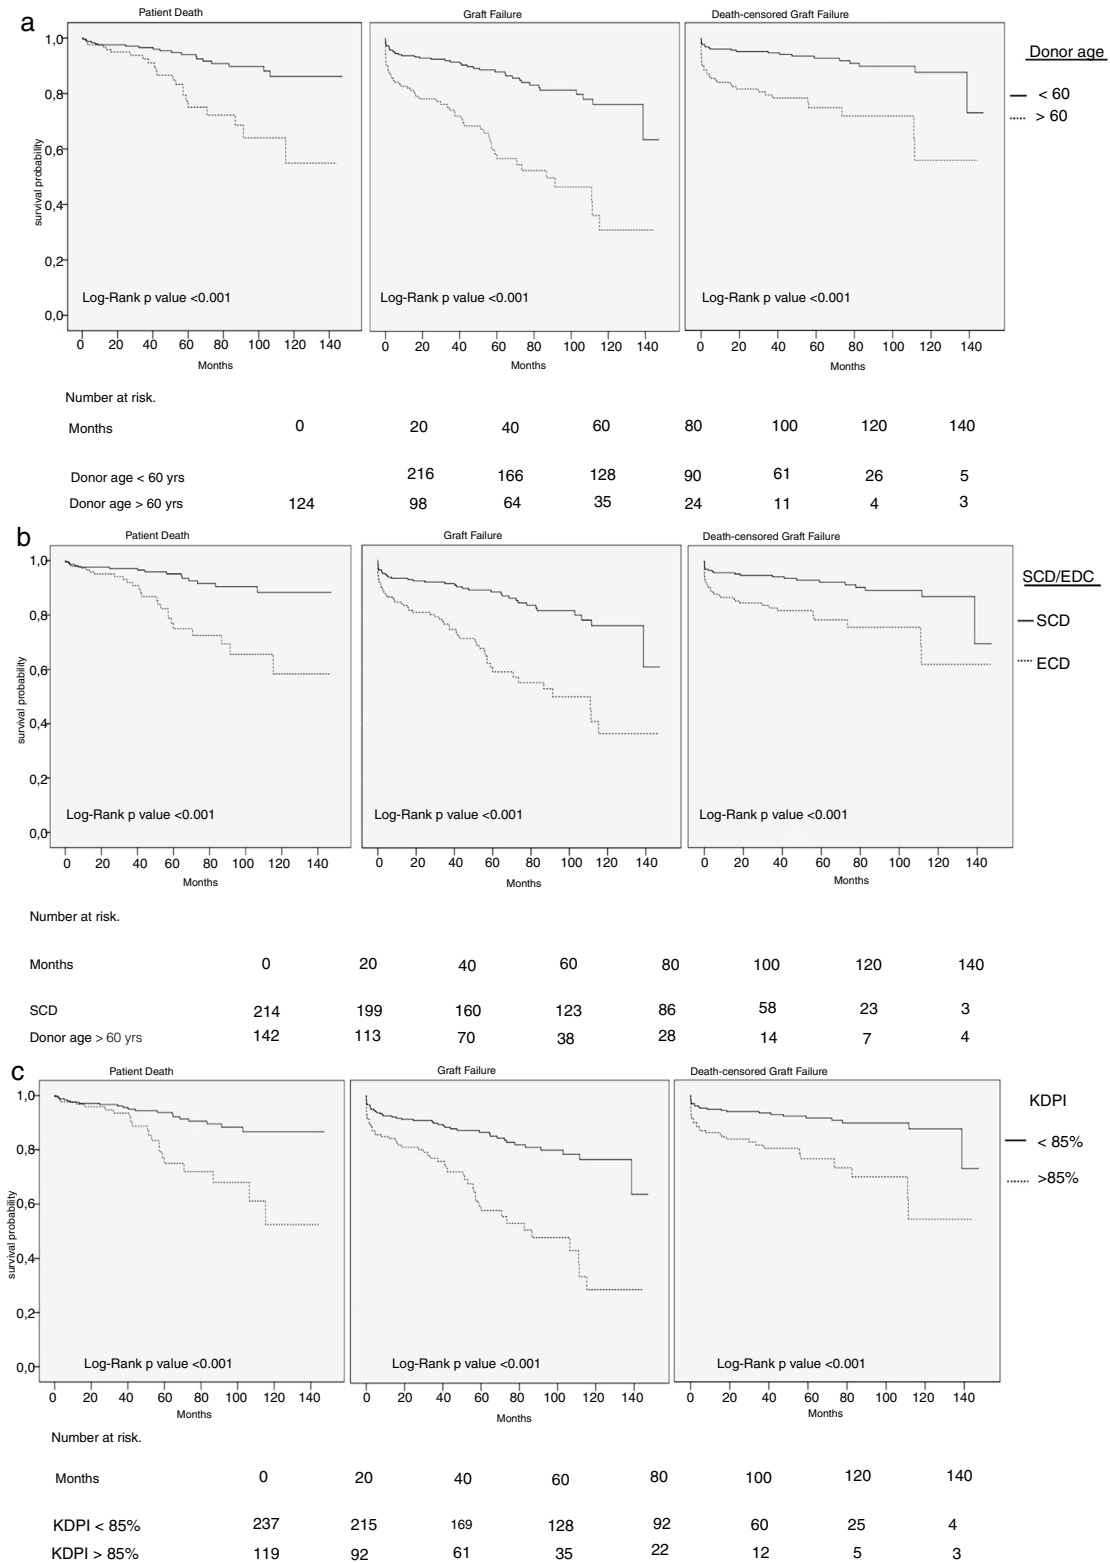 a
Patient Death Graft Failure Death-censored Graft Failure
Donor age
< 60
> 60
survival probability
1,0
0,8
0,6
0,4
0,2
0,0
Log-Rank p value <0.001 Log-Rank p value <0.001 Log-Rank p value <0.001
0 20 40 60 80 100 120 140 0 20 40 60 80 100 120 140 0 20 40 60 80 100 120 140
Months Months Months
Number at risk.
Months 0 20 40 60 80 100 120 140
Donor age < 60 yrs 216 166 128 90 61 26 5
Donor age > 60 yrs 124 98 64 35 24 11 4 3
b
Patient Death Graft Failure Death-censored Graft Failure
SCD/EDC
SCD
ECD
survival probability
1,0
0,8
0,6
0,4
0,2
0,0
Log-Rank p value <0.001 Log-Rank p value <0.001 Log-Rank p value <0.001
0 20 40 60 80 100 120 140 0 20 40 60 80 100 120 140 0 20 40 60 80 100 120 140
Months Months Months
Number at risk.
Months 0 20 40 60 80 100 120 140
SCD 214 199 160 123 86 58 23 3
Donor age > 60 yrs 142 113 70 38 28 14 7 4
c
Patient Death Graft Failure Death-censored Graft Failure
KDPI
< 85%
>85%
survival probability
1,0
0,8
0,6
0,4
0,2
0,0
Log-Rank p value <0.001 Log-Rank p value <0.001 Log-Rank p value <0.001
0 20 40 60 80 100 120 140 0 20 40 60 80 100 120 140 0 20 40 60 80 100 120 140
Months Months Months
Number at risk.
Months 0 20 40 60 80 100 120 140
KDPI < 85% 237 215 169 128 92 60 25 4
KDPI > 85% 119 92 61 35 22 12 5 3